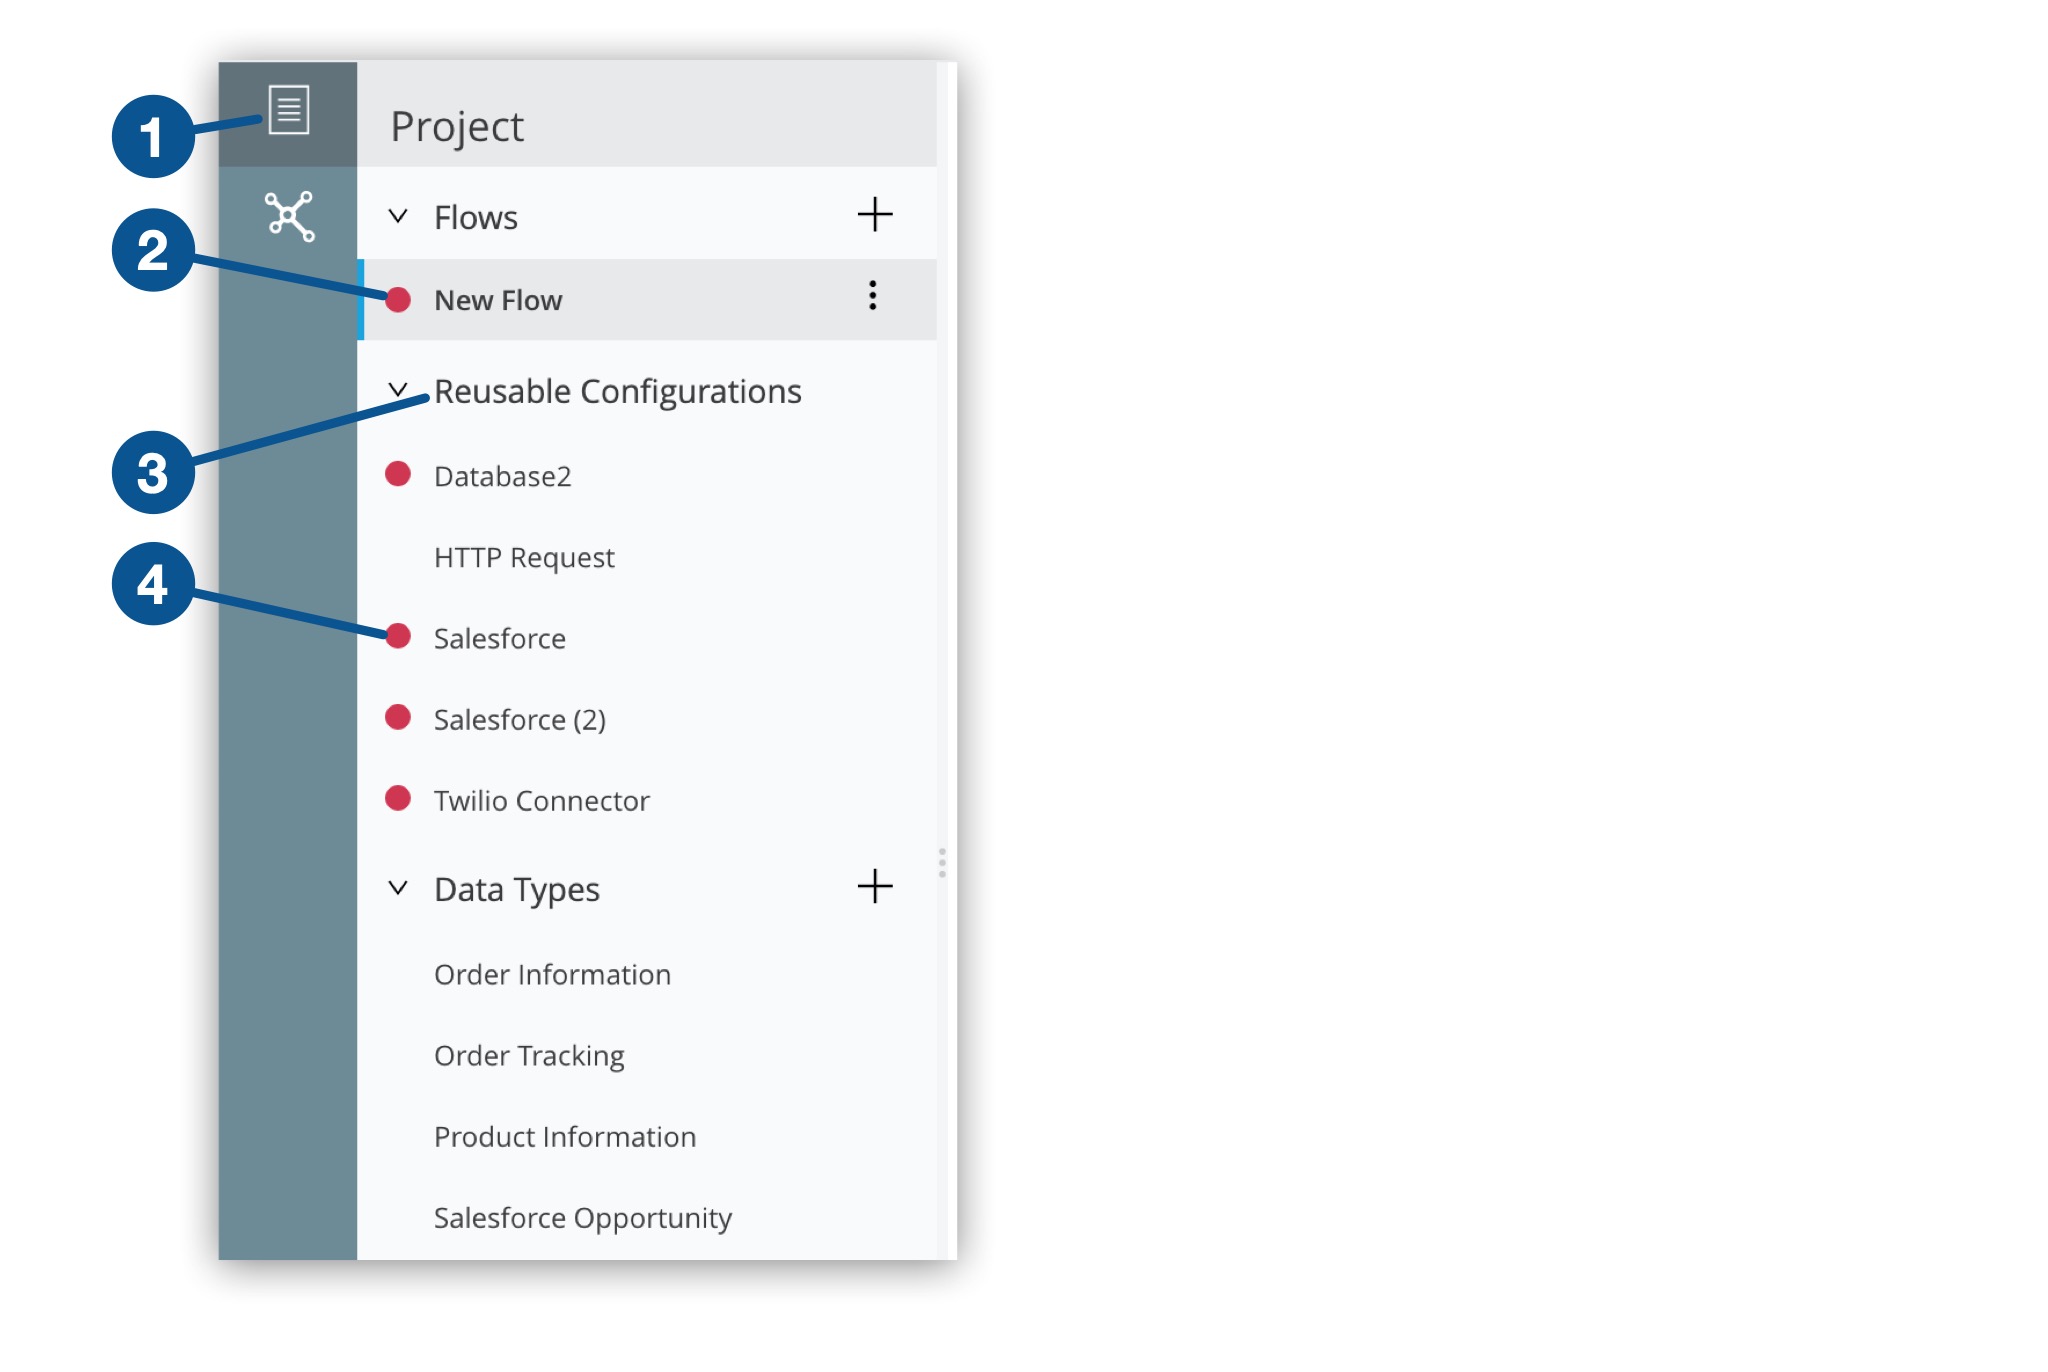 Project
1
Flows
2
New Flow
Reusable Configurations
3
Database2
HTTP Request
4
Salesforce
Salesforce (2)
Twilio Connector
Data Types
Order Information
Order Tracking
Product Information
Salesforce Opportunity